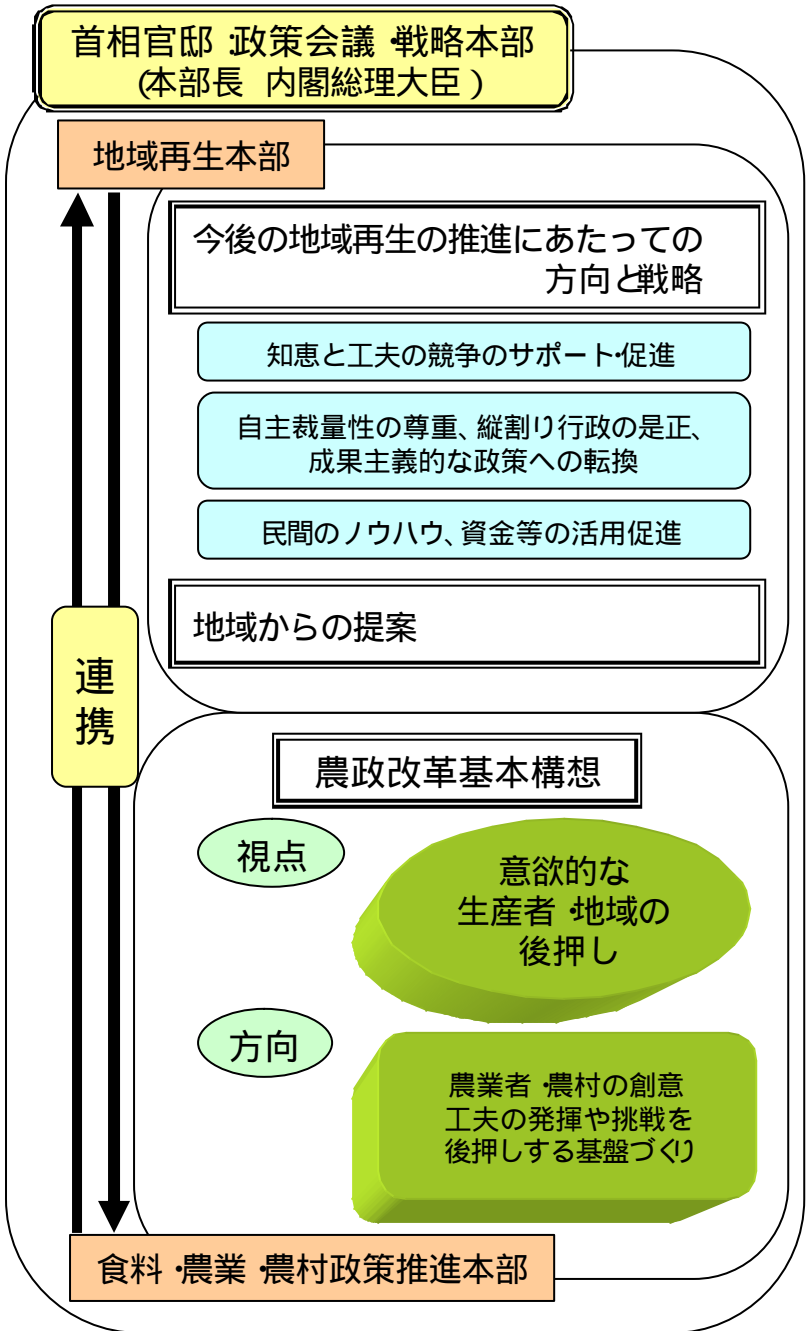 首相官邸・政策会議・戦略本部
(本部長 内閣総理大臣)
地域再生本部
今後の地域再生の推進にあたっての
方向と戦略
知恵と工夫の競争のサポート・促進
自主裁量性の尊重、縦割り行政の是正、
成果主義的な政策への転換
民間のノウハウ、資金等の活用促進
地域からの提案
連
携
農政改革基本構想
視点
意欲的な
生産者・地域の
後押し
方向
農業者・農村の創意
工夫の発揮や挑戦を
後押しする基盤づくり
食料・農業・農村政策推進本部